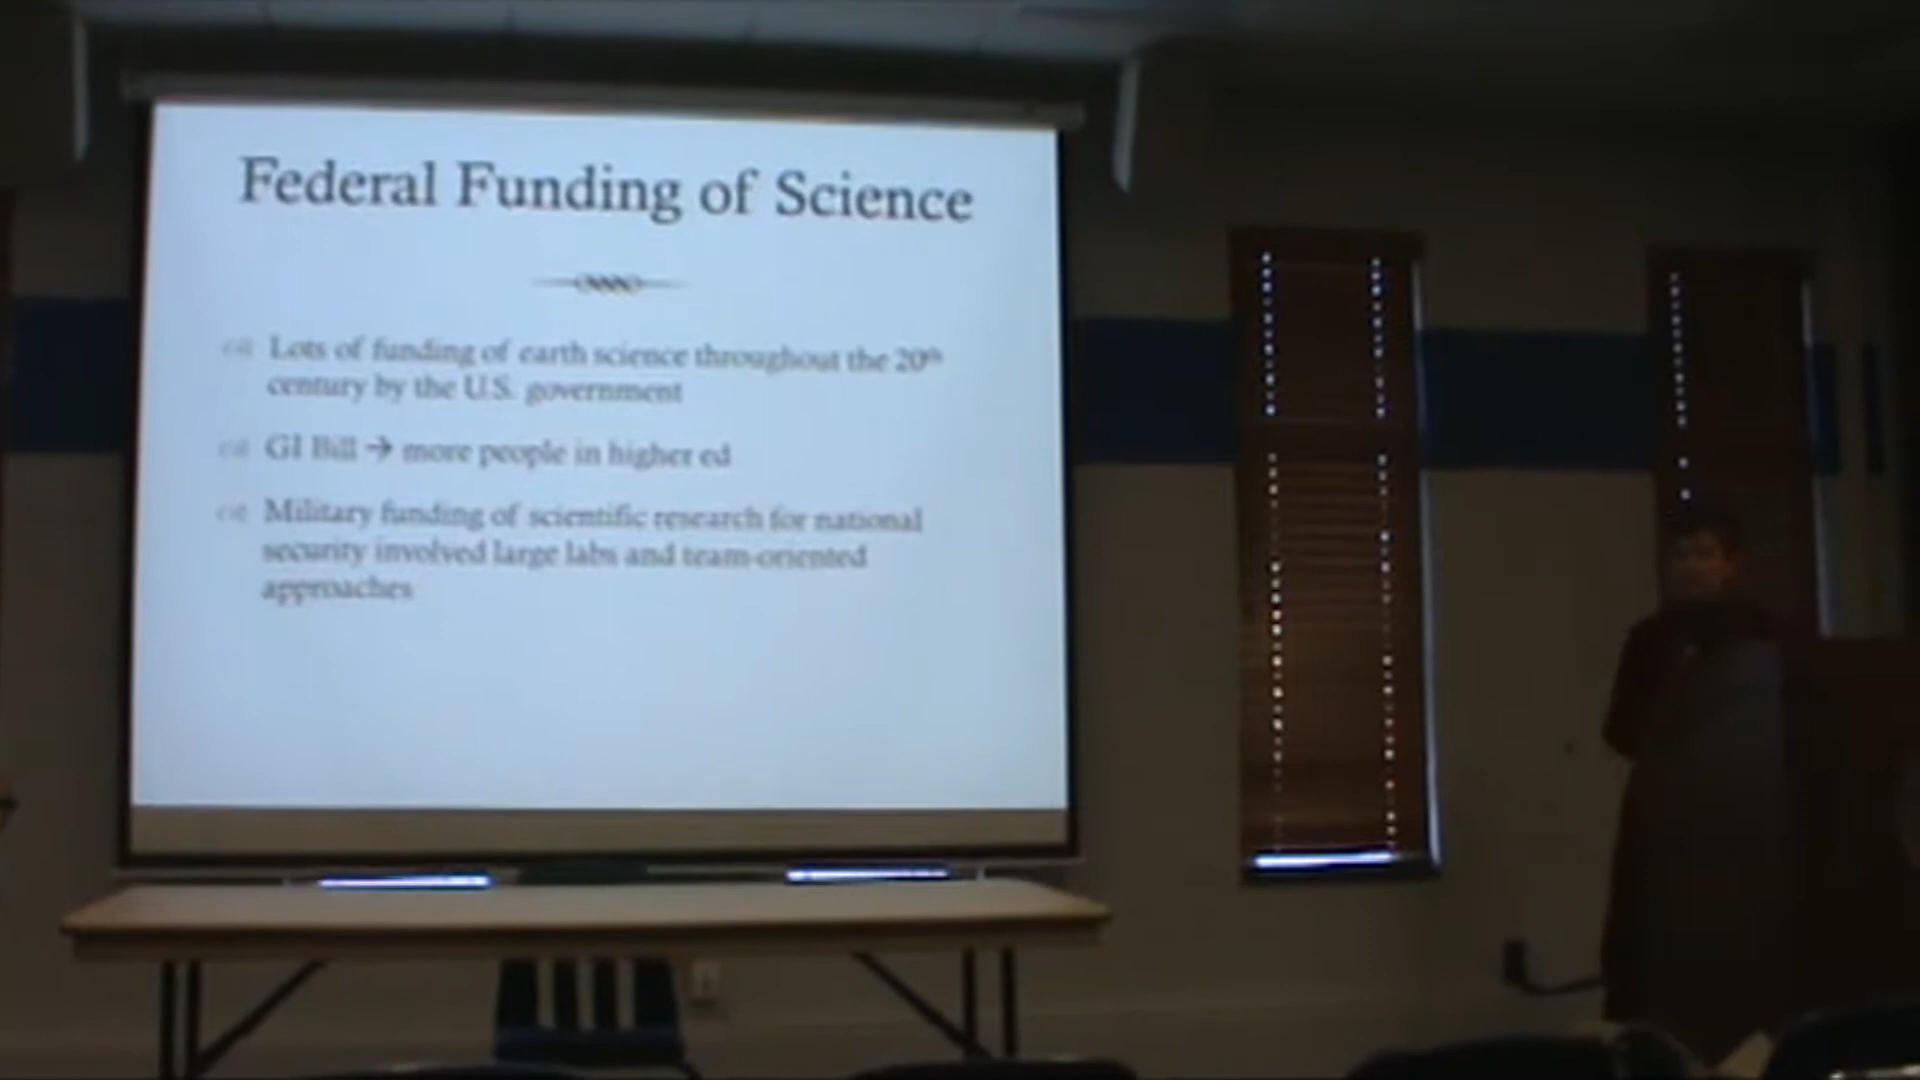 Federal Funding of Science
Lots of funding of earth science throughout the 20th
century by the U.S. government
GI Bill → more people in higher ed
Military funding of scientific research for national
security involved large labs and team-oriented
approaches